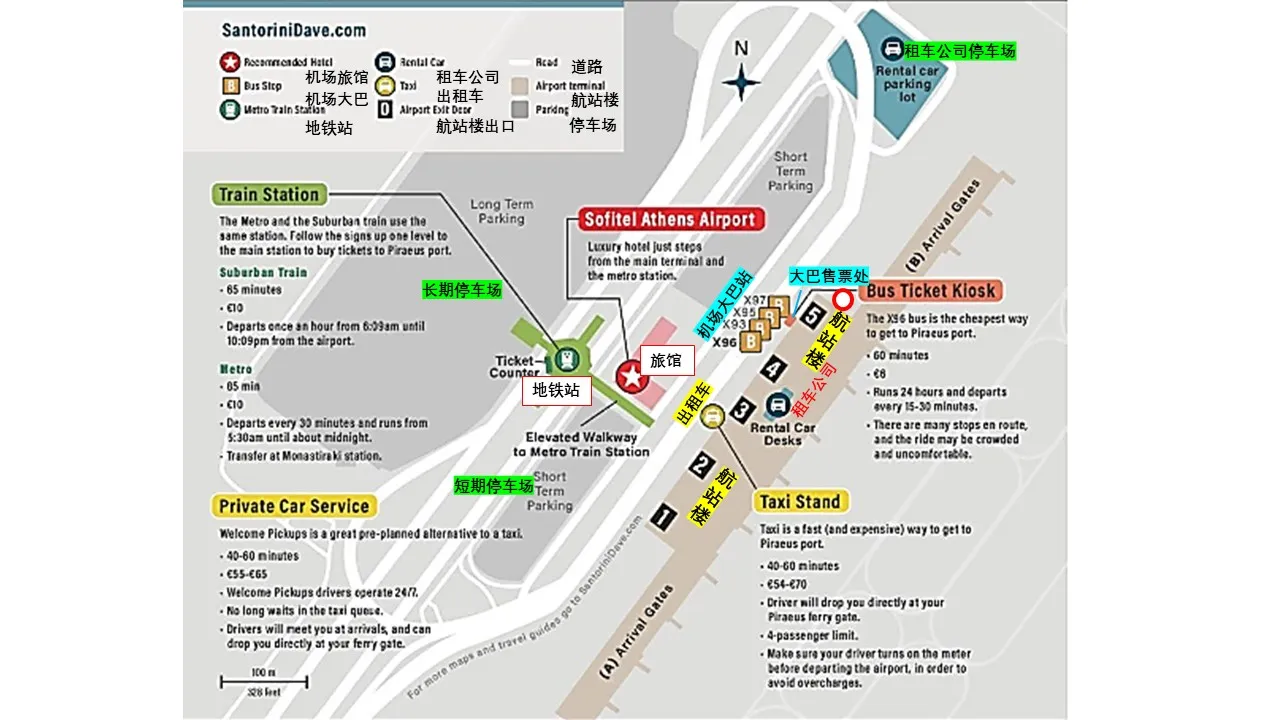 SantoriniDave.com
Recommended Hotel
机场旅馆
Bus Stop
机场大巴
Metro Train Station
地铁站
Rental Car
租车公司
Taxi
出租车
Airport Exit Door
航站楼出口
Road
道路
Airport terminal
航站楼
Parking
停车场
N
租车公司停车场
Rental car
parking
lot
Short
Term
Parking
Train Station
The Metro and the Suburban train use the
same station. Follow the signs up one level to
the main station to buy tickets to Piraeus port.
Suburban Train
- 65 minutes
- €10
- Departs once an hour from 6:09am until
10:09pm from the airport.
Metro
- 65 min
- €10
- Departs every 30 minutes and runs from
5:30am until about midnight.
- Transfer at Monastiraki station.
Long Term
Parking
长期停车场
Sofitel Athens Airport
Luxury hotel just steps
from the main terminal and
the metro station.
机场大巴站
大巴售票处
X97
X95
X93
X96
B
B
B
B
(B) Arrival Gates
Bus Ticket Kiosk
The X96 bus is the cheapest way
to get to Piraeus port.
- 60 minutes
- €6
- Runs 24 hours and departs
every 15-30 minutes.
- There are many stops en route,
and the ride may be crowded
and uncomfortable.
5
航站楼
4
租车公司
3
Rental Car
Desks
出租车
旅馆
Ticket
Counter
地铁站
Elevated Walkway
to Metro Train Station
2
航站楼
1
短期停车场
Short
Term
Parking
Private Car Service
Welcome Pickups is a great pre-planned alternative to a taxi.
- 40-60 minutes
- €55-€65
- Welcome Pickups drivers operate 24/7.
- No long waits in the taxi queue.
- Drivers will meet you at arrivals, and can
drop you directly at your ferry gate.
Taxi Stand
Taxi is a fast (and expensive) way to get to
Piraeus port.
- 40-60 minutes
- €54-€70
- Driver will drop you directly at your
Piraeus ferry gate.
- 4-passenger limit.
- Make sure your driver turns on the meter
before departing the airport, in order to
avoid overcharges.
(A) Arrival Gates
For more maps and travel guides go to SantoriniDave.com
100 m
328 feet
0
B